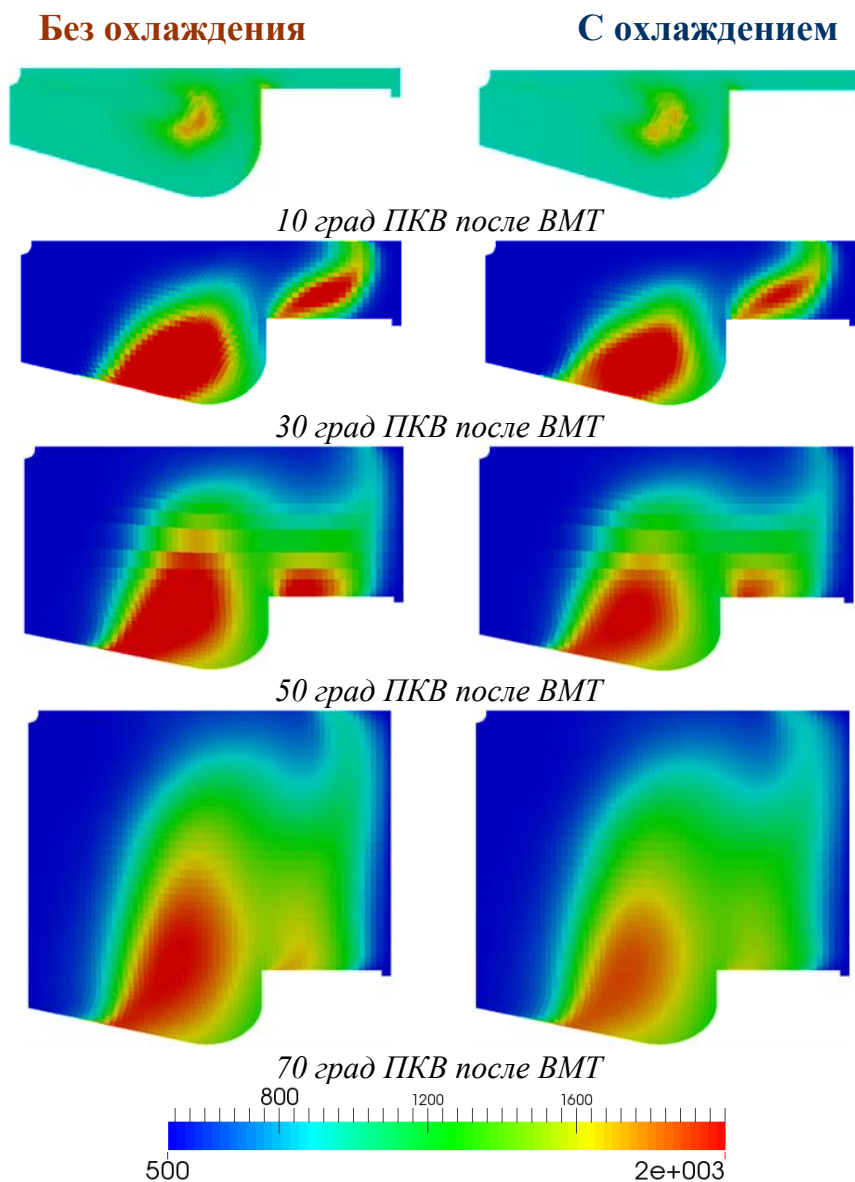 Без охлаждения
С охлаждением
10 град ПКВ после ВМТ
30 град ПКВ после ВМТ
50 град ПКВ после ВМТ
70 град ПКВ после ВМТ
800 1200 1600
500 2e+003